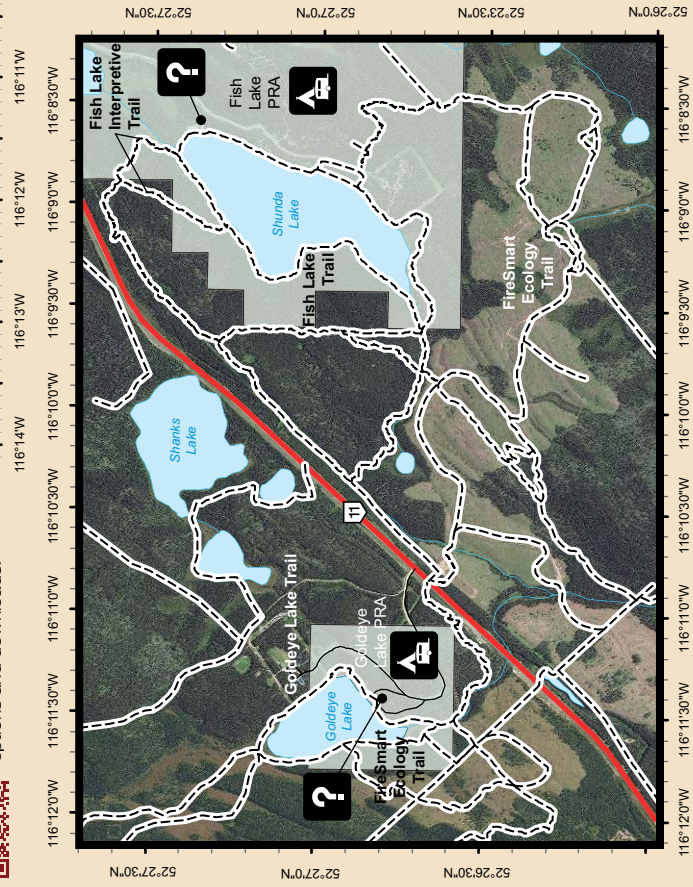 116°14'W
116°13'W
116°12'W
116°11'W
116°12'0"W
116°11'30"W
116°11'0"W
116°10'30"W
116°10'0"W
116°9'30"W
116°9'0"W
116°8'30"W
52°27'30"N
52°27'0"N
52°26'30"N
52°27'30"N
52°27'0"N
52°23'30"N
52°26'0"N
Fish Lake
Interpretive
Trail
?
Fish
Lake
PRA
Shunda
Lake
Fish Lake
Trail
Shanks
Lake
11
Goldeye Lake Trail
Goldeye
Lake PRA
Goldeye
Lake
?
FireSmart
Ecology
Trail
FireSmart
Ecology
Trail
116°12'0"W
116°11'30"W
116°11'0"W
116°10'30"W
116°10'0"W
116°9'30"W
116°9'0"W
116°8'30"W